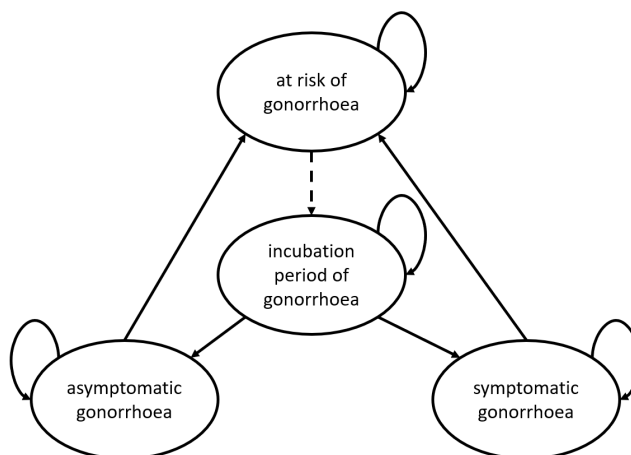 at risk of
gonorrhoea
incubation
period of
gonorrhoea
asymptomatic
gonorrhoea
symptomatic
gonorrhoea